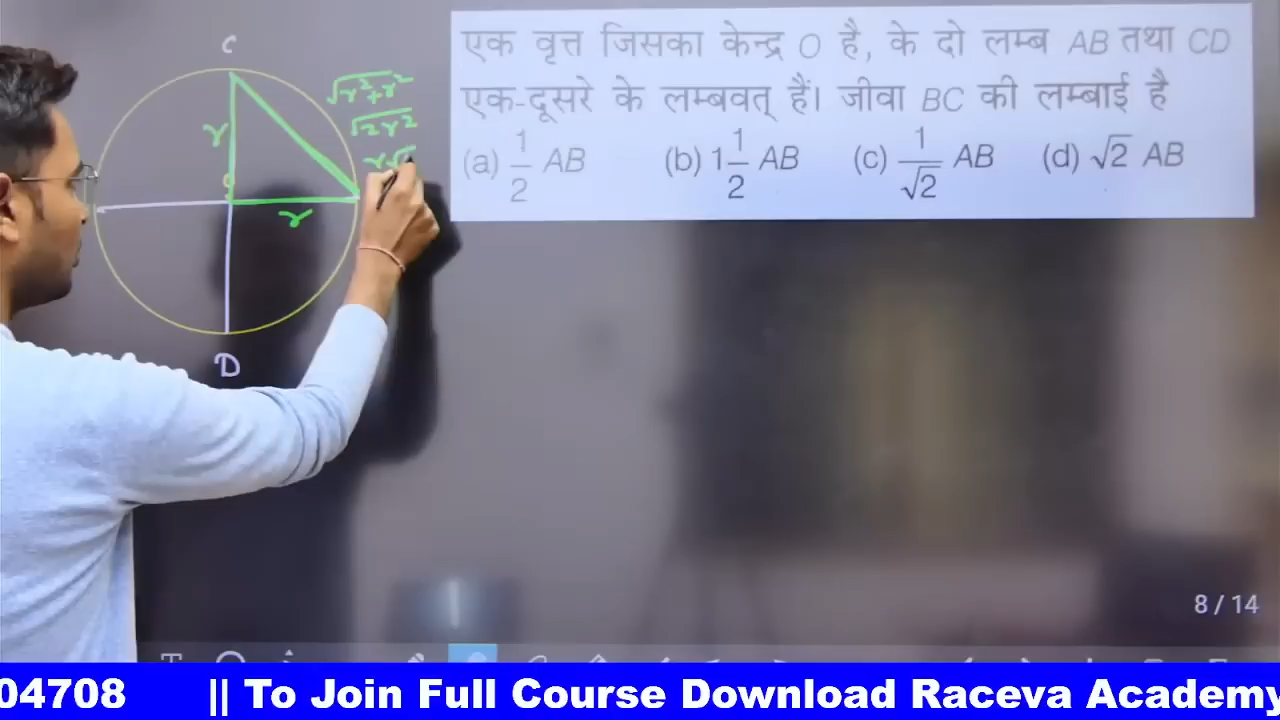 C
√r²+r²
√2r²
r
r
O
r
D
एक वृत्त जिसका केन्द्र O है, के दो लम्ब AB तथा CD
एक-दूसरे के लम्बवत् हैं। जीवा BC की लम्बाई है
(a) 1/2 AB (b) 1 1/2 AB (c) 1/√2 AB (d) √2 AB
8 / 14
04708 || To Join Full Course Download Raceva Academy